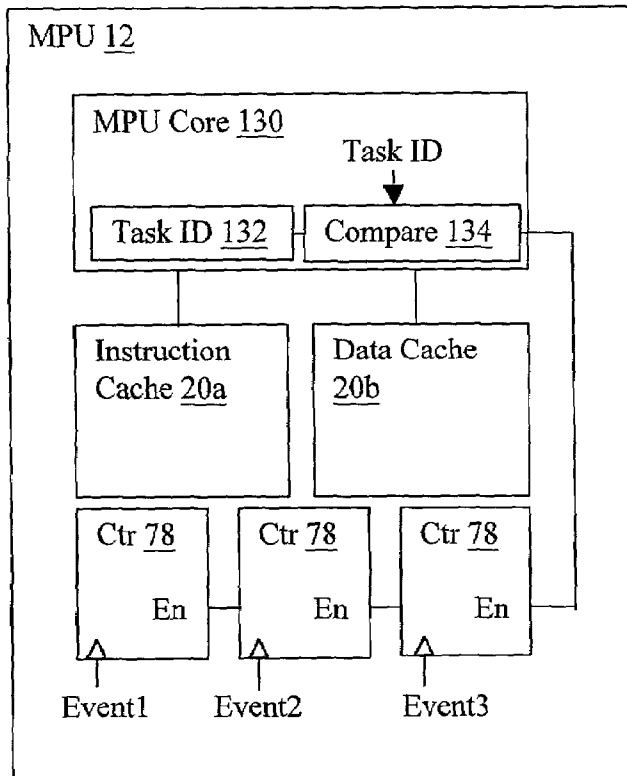 MPU 12
MPU Core 130
Task ID
Task ID 132
Compare 134
Instruction
Cache 20a
Data Cache
20b
Ctr 78
Ctr 78
Ctr 78
En
En
En
Event1
Event2
Event3